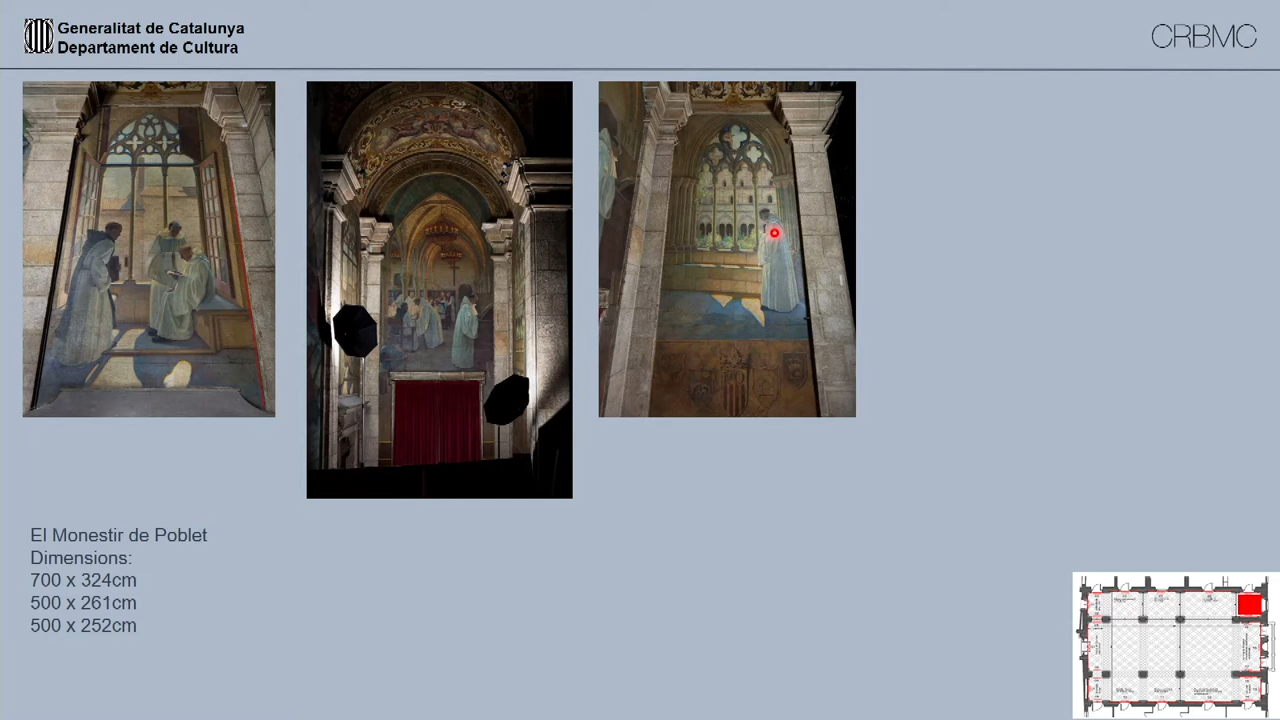 Generalitat de Catalunya
Departament de Cultura
CRBMC
El Monestir de Poblet
Dimensions:
700 x 324cm
500 x 261cm
500 x 252cm